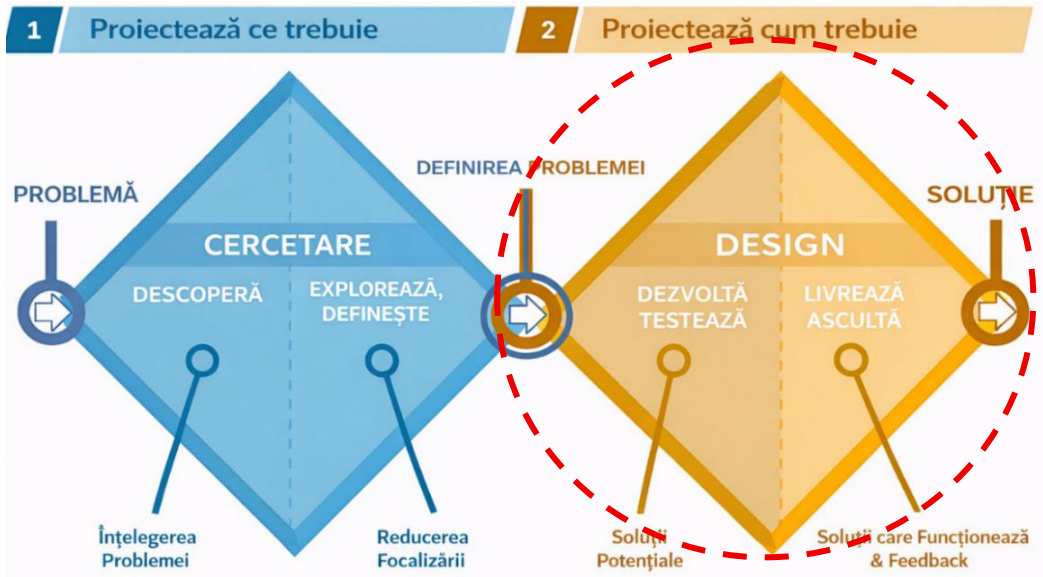 1 Proiectează ce trebuie
2 Proiectează cum trebuie
PROBLEMĂ
DEFINIREA PROBLEMEI
SOLUȚIE
CERCETARE
DESCOPERĂ
EXPLOREAZĂ,
DEFINEȘTE
DESIGN
DEZVOLTĂ
TESTEAZĂ
LIVREAZĂ
ASCULTĂ
Înțelegerea
Problemei
Reducerea
Focalizării
Soluții
Potențiale
Soluții care Funcționează
& Feedback